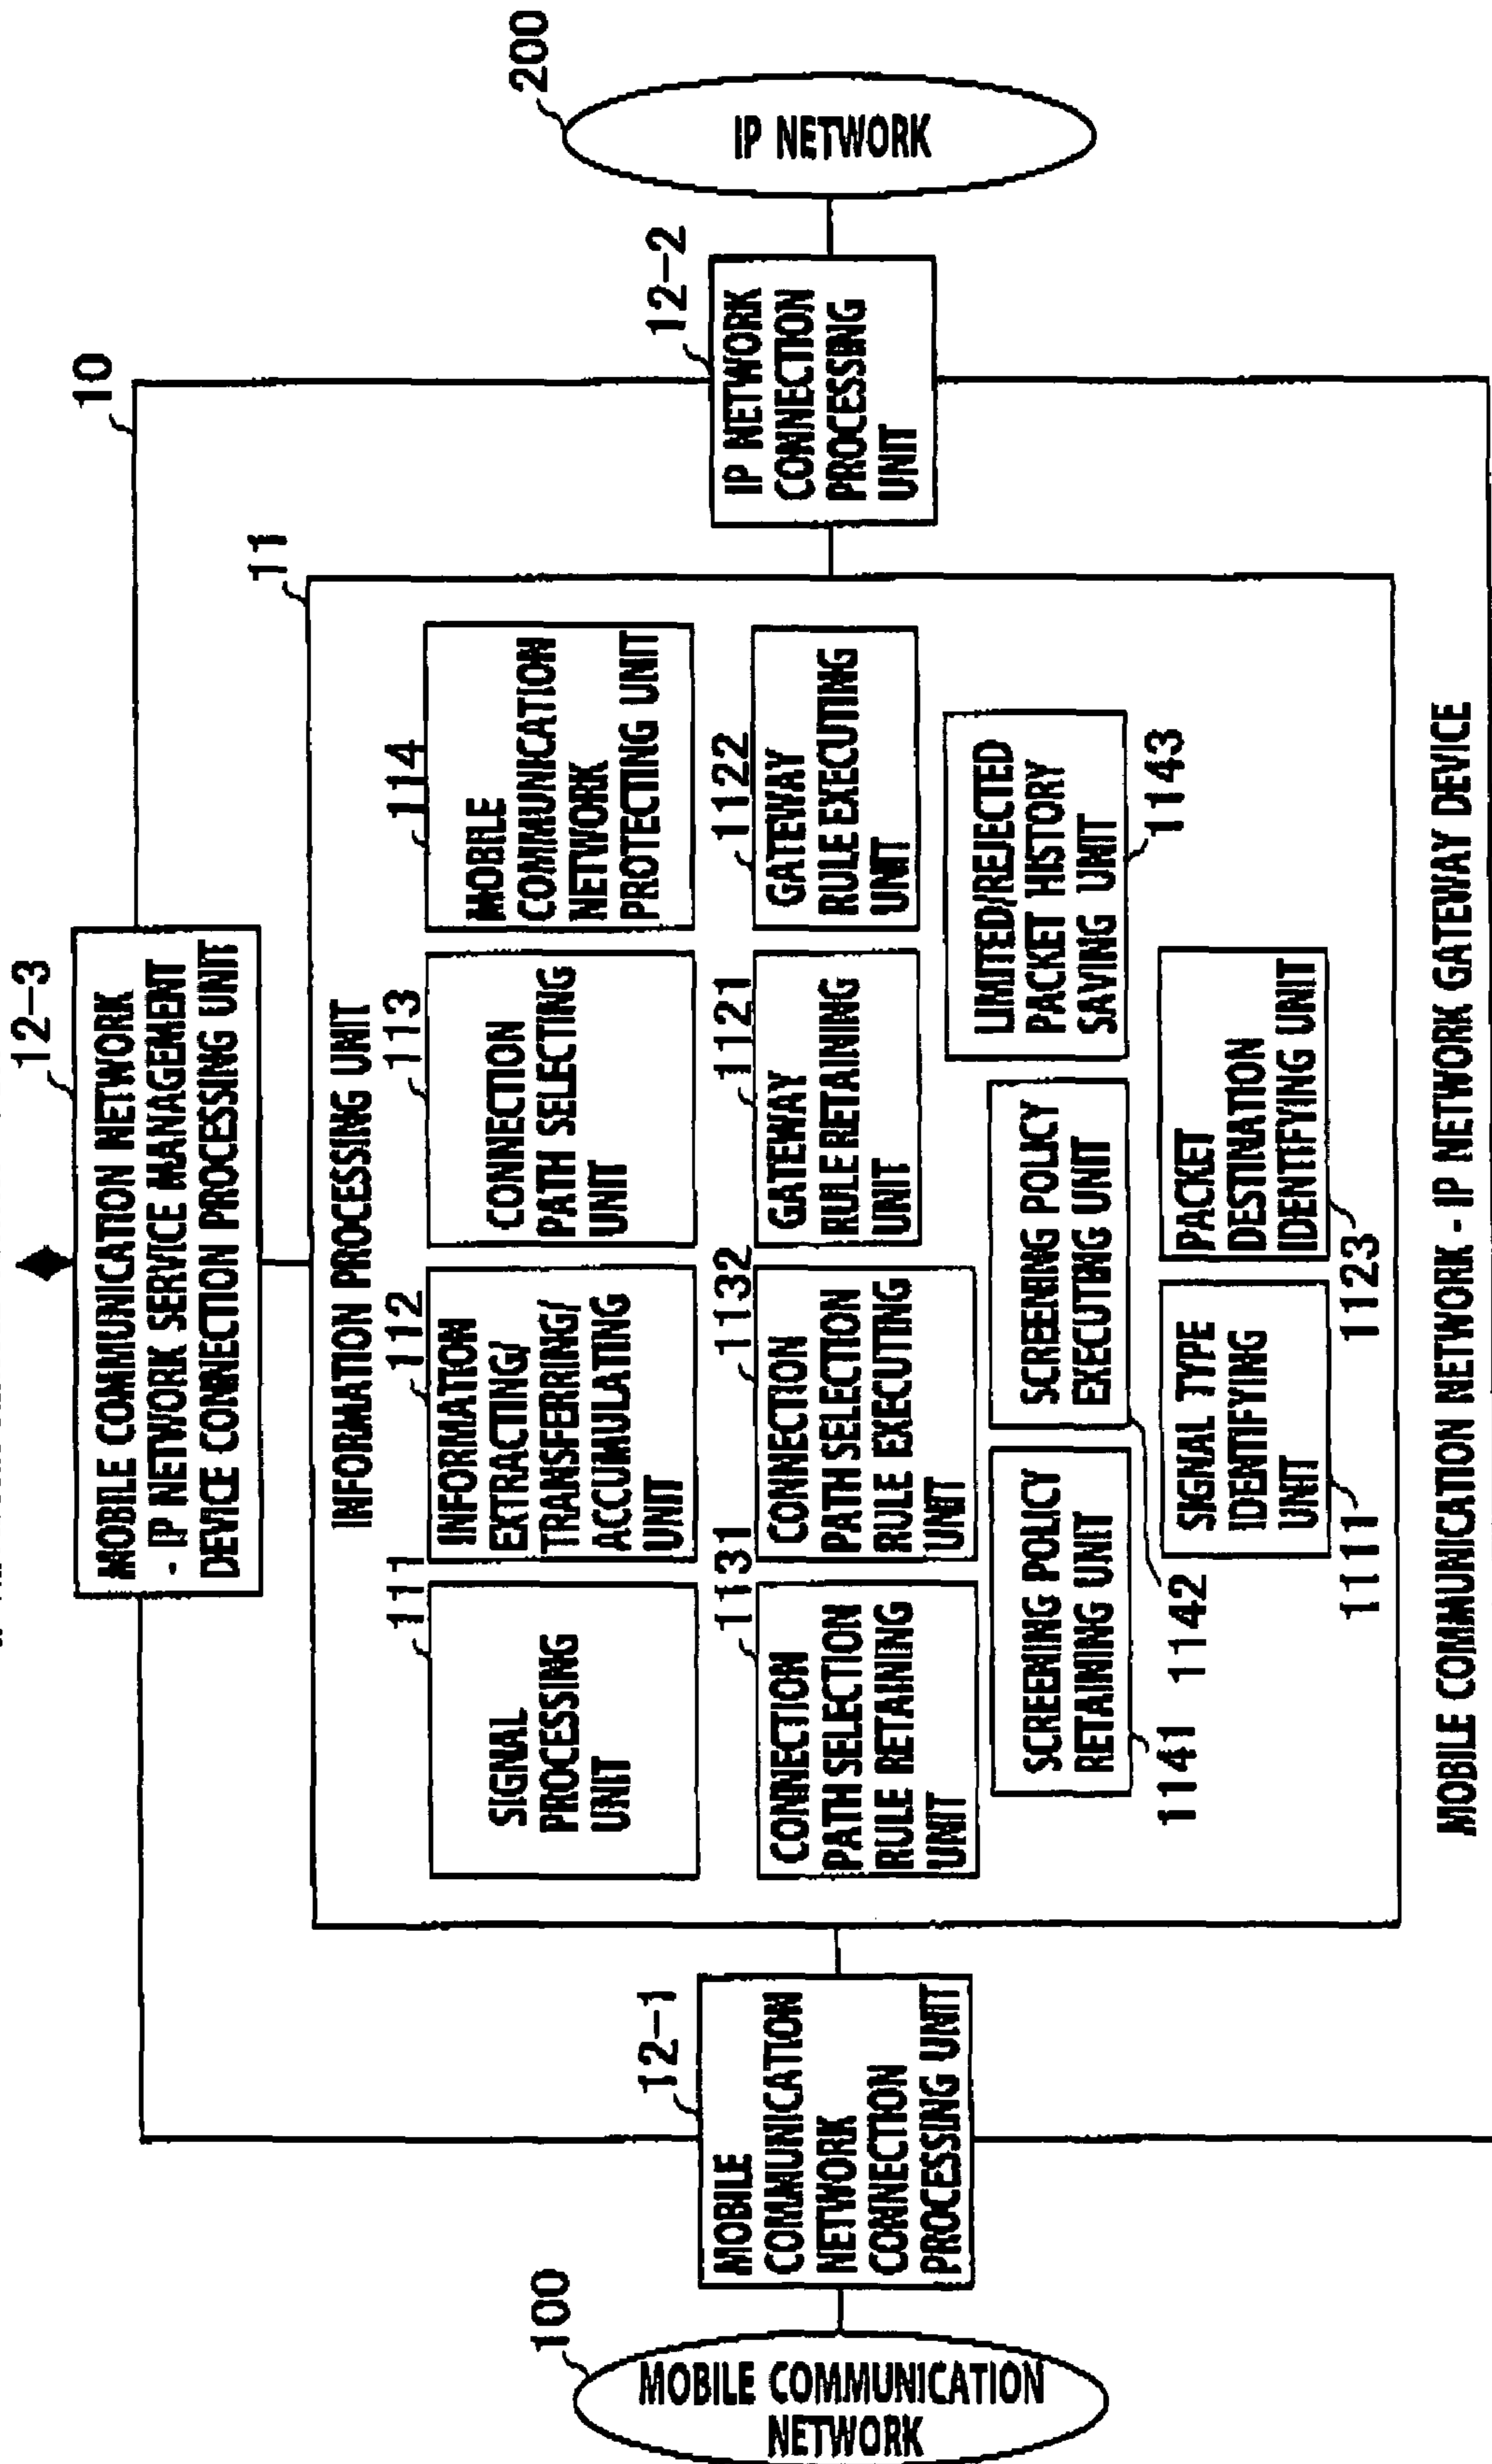 12-3
MOBILE COMMUNICATION NETWORK
- IP NETWORK SERVICE MANAGEMENT
DEVICE CONNECTION PROCESSING UNIT
10
11
INFORMATION PROCESSING UNIT
111
SIGNAL
PROCESSING
UNIT
112
INFORMATION
EXTRACTING/
TRANSFERRING/
ACCUMULATING
UNIT
113
CONNECTION
PATH SELECTING
UNIT
114
MOBILE
COMMUNICATION
NETWORK
PROTECTING UNIT
1131
CONNECTION
PATH SELECTION
RULE RETAINING
UNIT
1132
CONNECTION
PATH SELECTION
RULE EXECUTING
UNIT
1121
GATEWAY
RULE RETAINING
UNIT
1122
GATEWAY
RULE EXECUTING
UNIT
SCREENING POLICY
RETAINING UNIT
1141
SCREENING POLICY
EXECUTING UNIT
1142
LIMITED/REJECTED
PACKET HISTORY
SAVING UNIT
1143
SIGNAL TYPE
IDENTIFYING
UNIT
1111
PACKET
DESTINATION
IDENTIFYING UNIT
1123
100
MOBILE COMMUNICATION
NETWORK
12-1
MOBILE
COMMUNICATION
NETWORK
CONNECTION
PROCESSING UNIT
12-2
IP NETWORK
CONNECTION
PROCESSING
UNIT
200
IP NETWORK
MOBILE COMMUNICATION NETWORK - IP NETWORK GATEWAY DEVICE